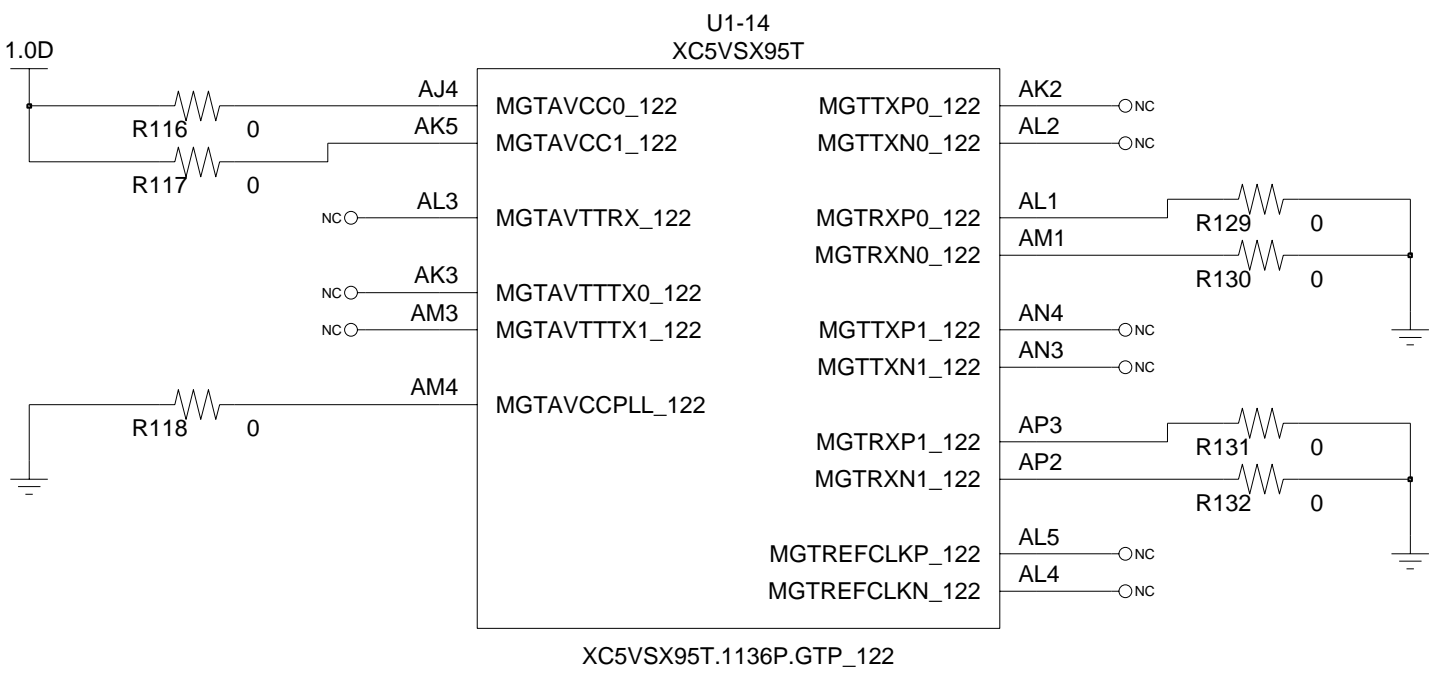 U1-14
XC5VSX95T
1.0D
AJ4
MGTAVCC0_122
MGTTXP0_122
AK2
NC
R116 0
AK5
MGTAVCC1_122
MGTTXN0_122
AL2
NC
R117 0
NC
AL3
MGTAVTTRX_122
MGTRXP0_122
AL1
R129 0
MGTRXN0_122
AM1
R130 0
NC
AK3
MGTAVTTTX0_122
NC
AM3
MGTAVTTTX1_122
MGTTXP1_122
AN4
NC
MGTTXN1_122
AN3
NC
AM4
MGTAVCCPLL_122
R118 0
MGTRXP1_122
AP3
R131 0
MGTRXN1_122
AP2
R132 0
MGTREFCLKP_122
AL5
NC
MGTREFCLKN_122
AL4
NC
XC5VSX95T.1136P.GTP_122